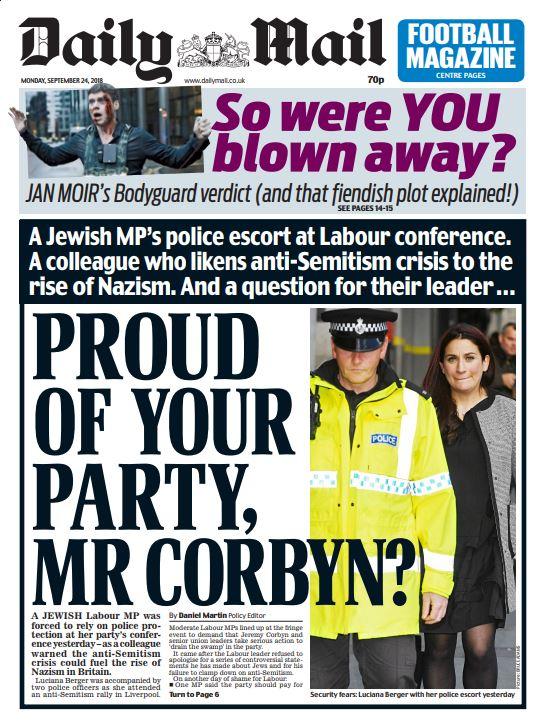 Daily Mail
FOOTBALL
MAGAZINE
CENTRE PAGES
MONDAY, SEPTEMBER 24, 2018
www.dailymail.co.uk
70p
So were YOU
blown away?
JAN MOIR's Bodyguard verdict (and that fiendish plot explained!)
SEE PAGES 14-15
A Jewish MP's police escort at Labour conference.
A colleague who likens anti-Semitism crisis to the
rise of Nazism. And a question for their leader...
PROUD
OF YOUR
PARTY,
MR CORBYN?
POLICE
A JEWISH Labour MP was
forced to rely on police pro-
tection at her party's confer-
ence yesterday – as a colleague
warned the anti-Semitism
crisis could fuel the rise of
Nazism in Britain.
Luciana Berger was accompanied by
two police officers as she attended
an anti-Semitism rally in Liverpool.
By Daniel Martin Policy Editor
Moderate Labour MPs lined up at the fringe
event to demand that Jeremy Corbyn and
senior union leaders take serious action to
'drain the swamp' in the party.
It came after the Labour leader refused to
apologise for a series of controversial state-
ments he has made about Jews and for his
failure to clamp down on anti-Semitism.
On another day of shame for Labour:
■ One MP said the party should pay for
Turn to Page 6
Security fears: Luciana Berger with her police escort yesterday